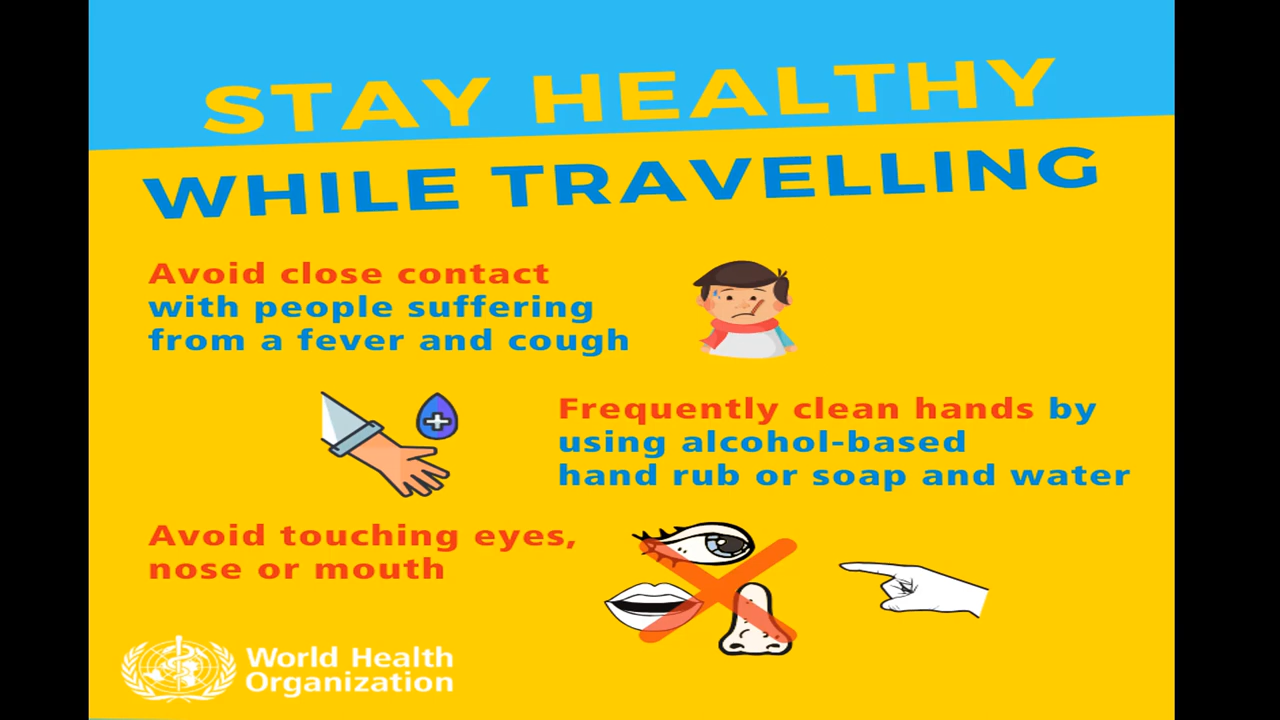 STAY HEALTHY
WHILE TRAVELLING
Avoid close contact
with people suffering
from a fever and cough
Frequently clean hands by
using alcohol-based
hand rub or soap and water
Avoid touching eyes,
nose or mouth
World Health
Organization